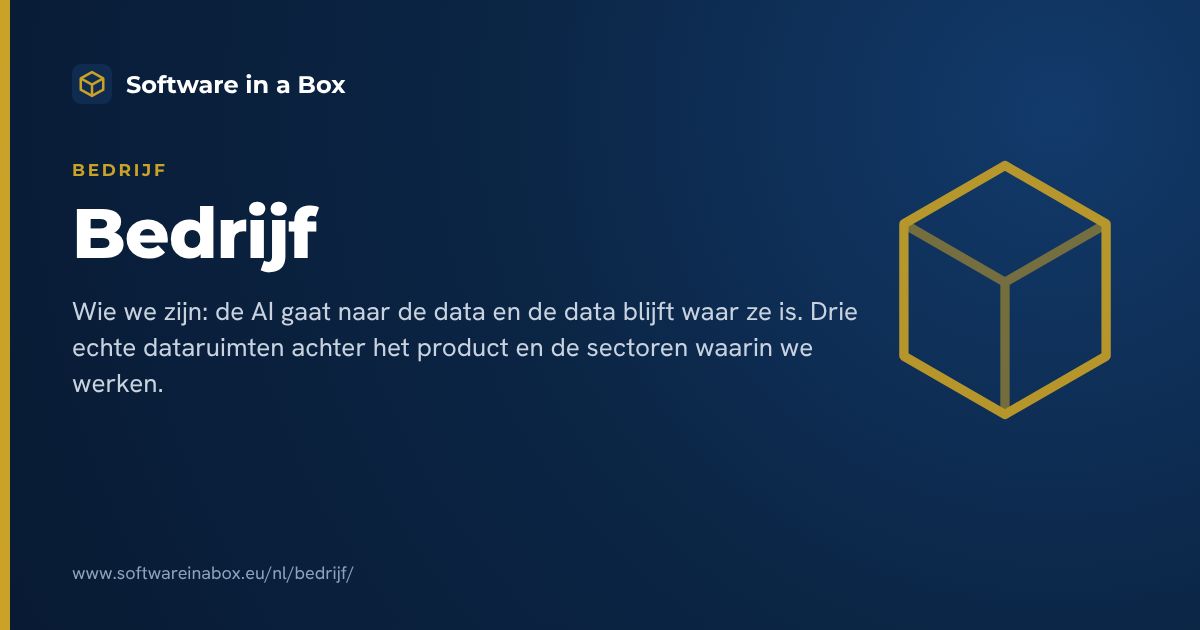 Software in a Box
BEDRIJF
Bedrijf
Wie we zijn: de AI gaat naar de data en de data blijft waar ze is. Drie
echte dataruimten achter het product en de sectoren waarin we
werken.
www.softwareinabox.eu/nl/bedrijf/